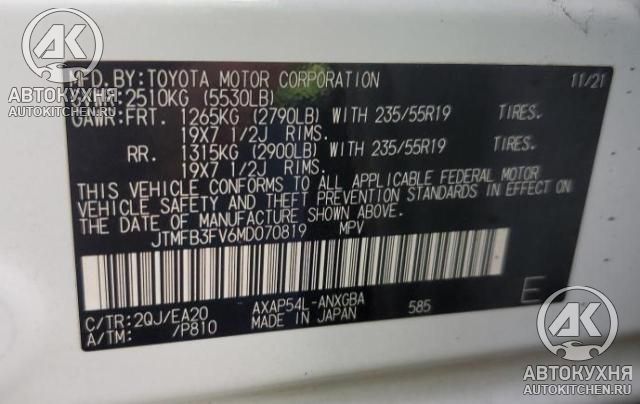 MFD.BY:TOYOTA MOTOR CORPORATION 11/21
2510KG (5530LB)
GAWR:FRT. 1265KG (2790LB) WITH 235/55R19 TIRES.
19X7 1/2J RIMS.
RR. 1315KG (2900LB) WITH 235/55R19 TIRES.
19X7 1/2J RIMS.
THIS VEHICLE CONFORMS TO ALL APPLICABLE FEDERAL MOTOR
VEHICLE SAFETY AND THEFT PREVENTION STANDARDS IN EFFECT ON
THE DATE OF MANUFACTURE SHOWN ABOVE.
JTMFB3FV6MD070819 MPV
E
C/TR:2QJ/EA20 AXAP54L-ANXGBA 585
A/TM: /P810 MADE IN JAPAN
АК
АВТОКУХНЯ
AUTOKITCHEN.RU
АК
АВТОКУХНЯ
AUTOKITCHEN.RU